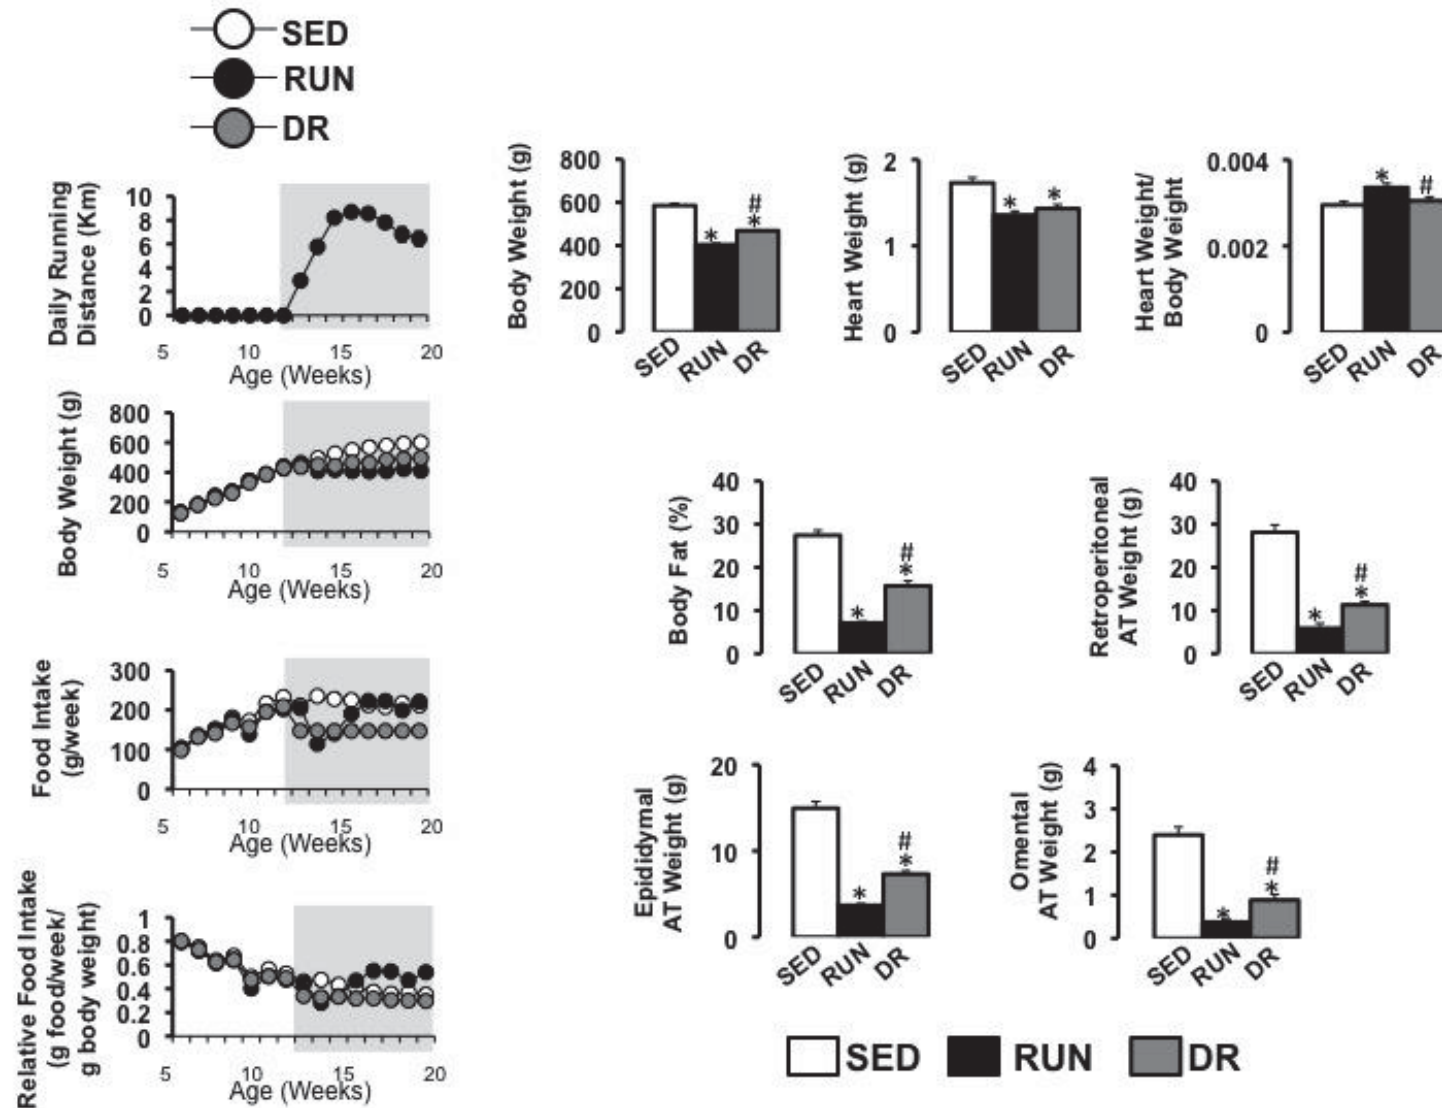 SED
RUN
DR
Daily Running
Distance (Km)
10
8
6
4
2
0
5 10 15 20
Age (Weeks)
Body Weight (g)
800
600
400
200
0
5 10 15 20
Age (Weeks)
Food Intake
(g/week)
300
200
100
0
5 10 15 20
Age (Weeks)
Relative Food Intake
(g food/week/
g body weight)
1
0.8
0.6
0.4
0.2
0
5 10 15 20
Age (Weeks)
Body Weight (g)
800
600
400
200
0
* # *
SED RUN DR
Heart Weight (g)
2
1
0
* *
SED RUN DR
Heart Weight/
Body Weight
0.004
0.002
0
* #
SED RUN DR
Body Fat (%)
40
30
20
10
0
* # *
SED RUN DR
Retroperitoneal
AT Weight (g)
40
30
20
10
0
* # *
SED RUN DR
Epididymal
AT Weight (g)
20
10
0
* # *
SED RUN DR
Omental
AT Weight (g)
4
3
2
1
0
* # *
SED RUN DR
SED RUN DR